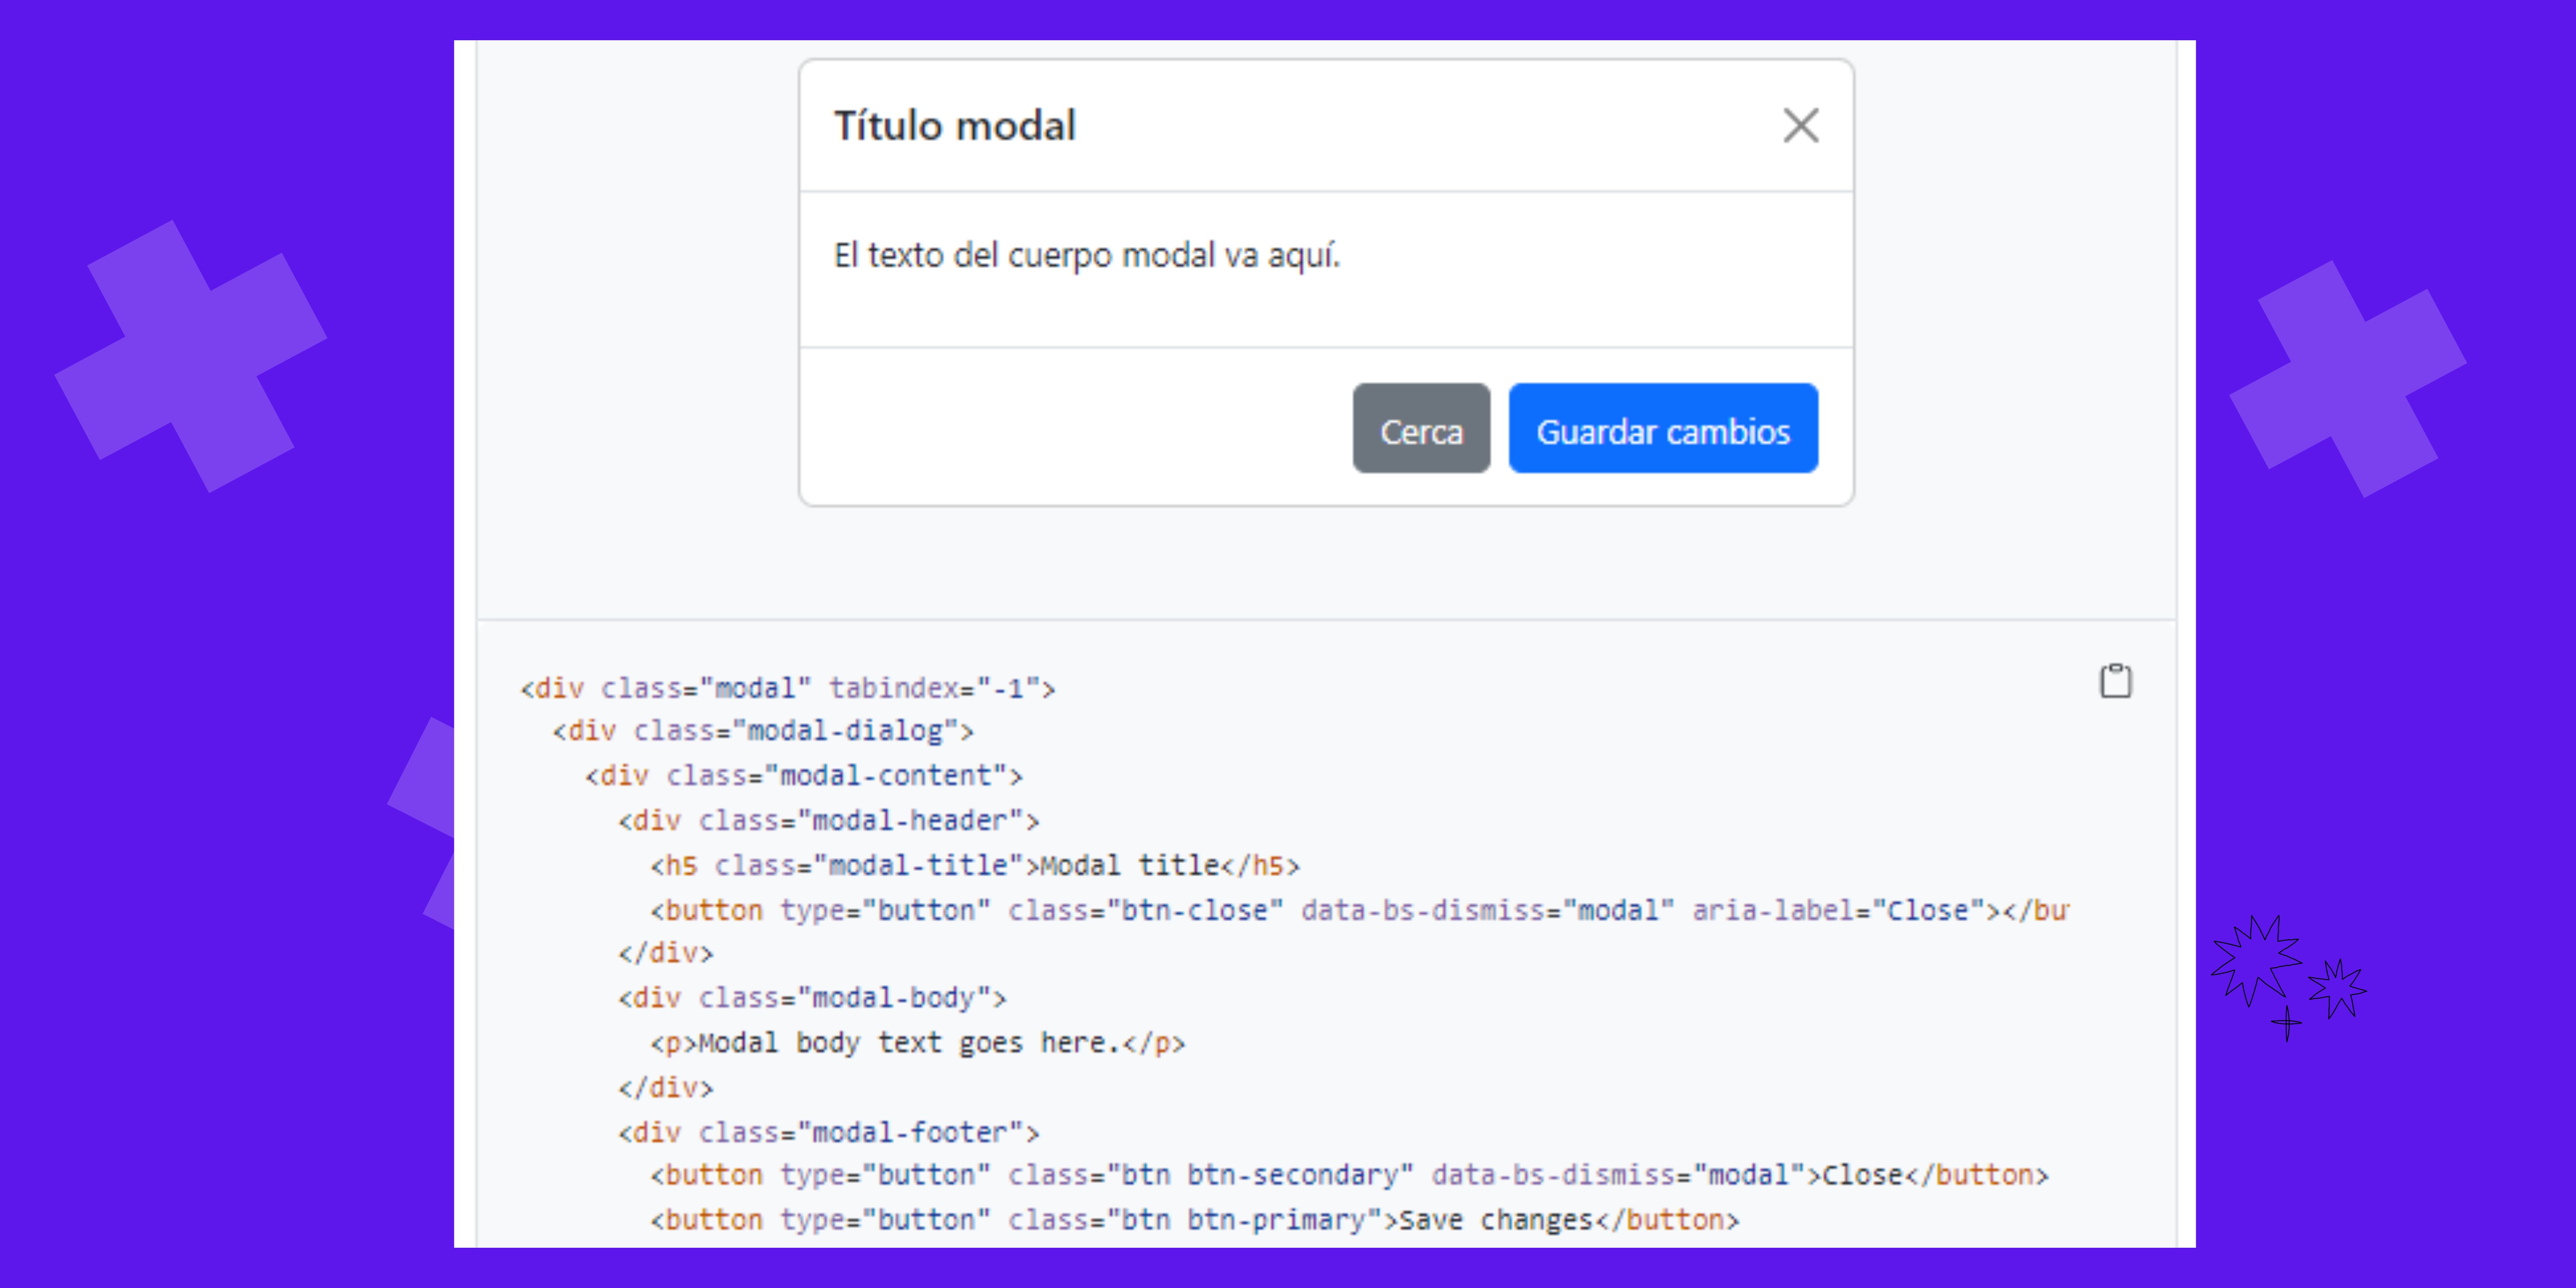 Título modal
El texto del cuerpo modal va aquí.
Cerca Guardar cambios
<div class="modal" tabindex="-1">
<div class="modal-dialog">
<div class="modal-content">
<div class="modal-header">
<h5 class="modal-title">Modal title</h5>
<button type="button" class="btn-close" data-bs-dismiss="modal" aria-label="Close"></bu
</div>
<div class="modal-body">
<p>Modal body text goes here.</p>
</div>
<div class="modal-footer">
<button type="button" class="btn btn-secondary" data-bs-dismiss="modal">Close</button>
<button type="button" class="btn btn-primary">Save changes</button>